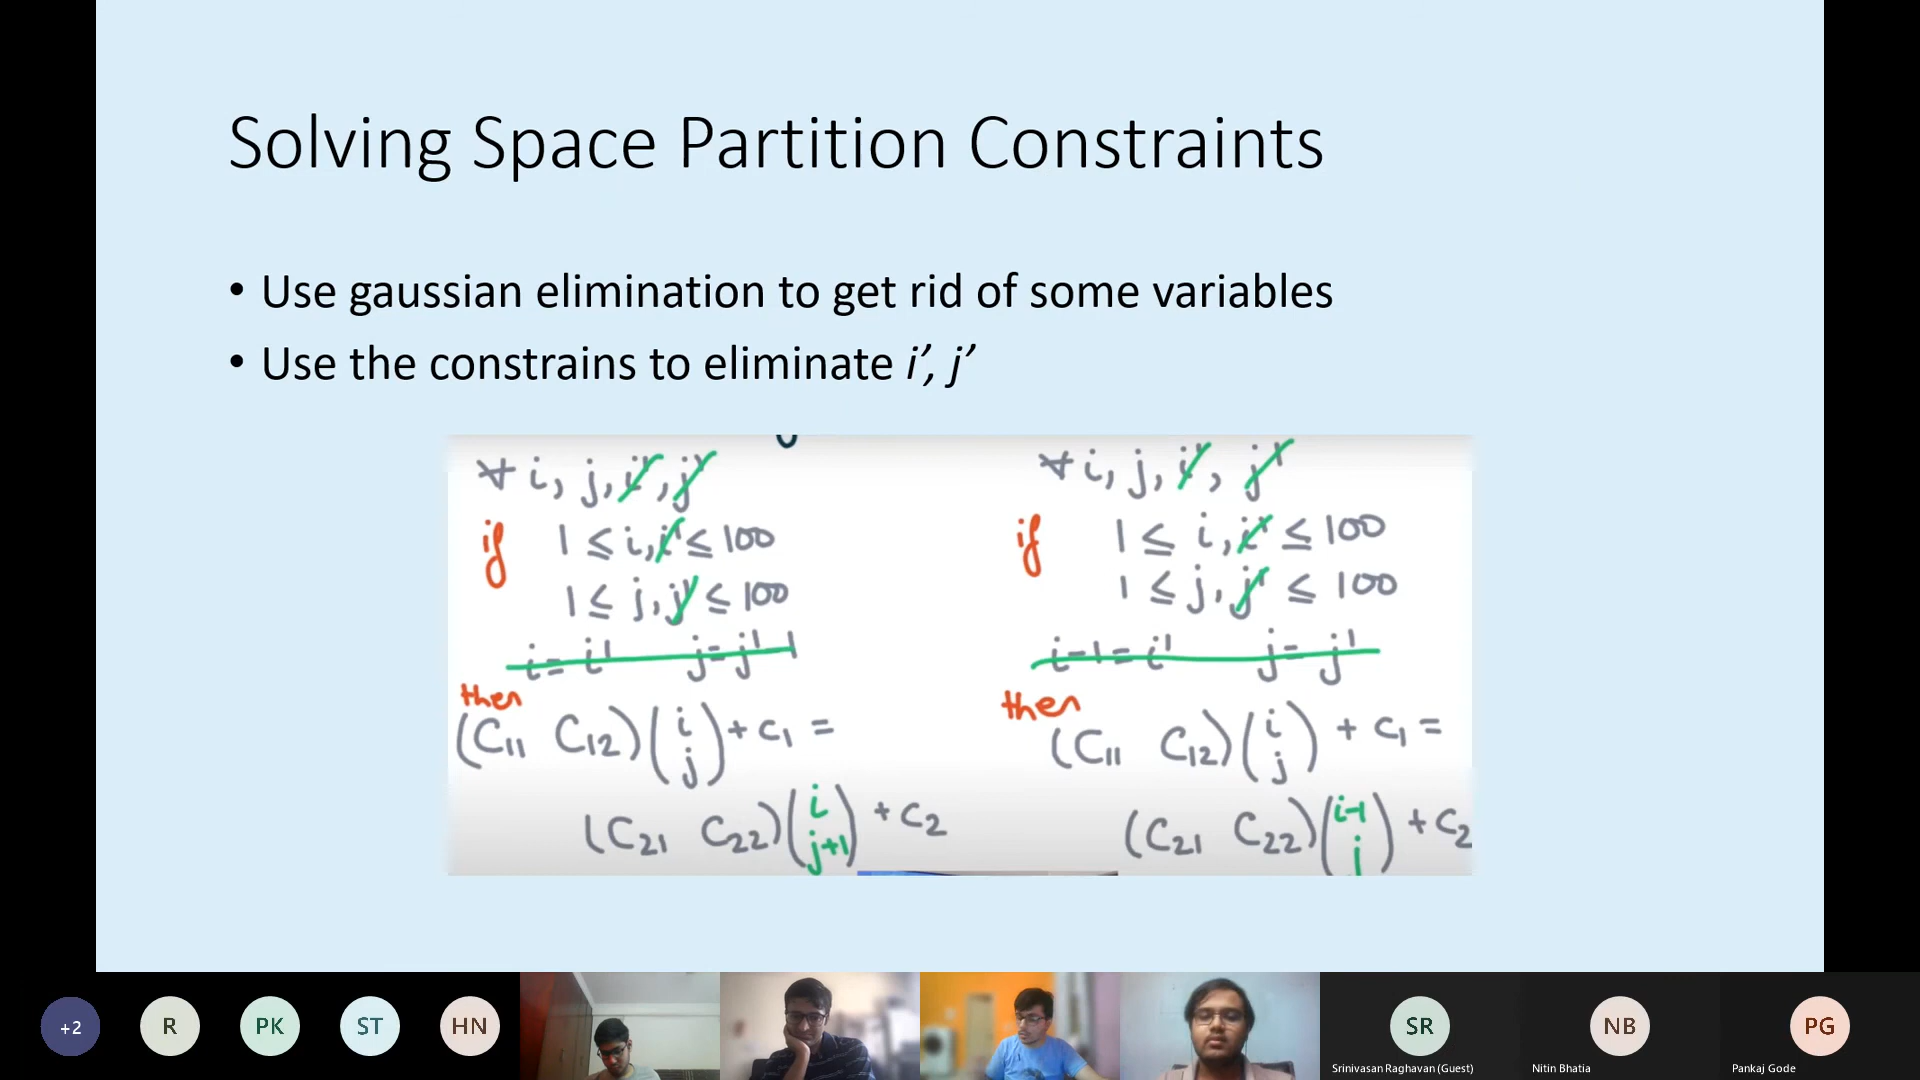 Solving Space Partition Constraints
• Use gaussian elimination to get rid of some variables
• Use the constrains to eliminate i’, j’
∀ i, j, i', j'
if 1 ≤ i, i' ≤ 100
1 ≤ j, j' ≤ 100
i = i' j = j' - 1
then
(C11 C12) (i j) + c1 =
(C21 C22) (i j+1) + c2
∀ i, j, i', j'
if 1 ≤ i, i' ≤ 100
1 ≤ j, j' ≤ 100
i-1 = i' j = j'
then
(C11 C12) (i j) + c1 =
(C21 C22) (i-1 j) + c2
+2 R PK ST HN SR NB PG
Srinivasan Raghavan (Guest) Nitin Bhatia Pankaj Gode